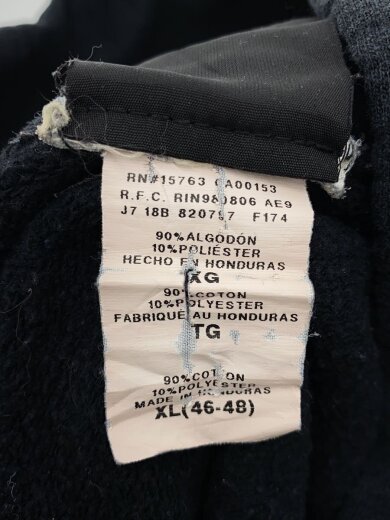 RN#15763 CA00153
R.F.C. RIN980806 AE9
J7 18B 820797 F174
90%ALGODÓN
10%POLIÉSTER
HECHO EN HONDURAS
XG
90%COTON
10%POLYESTER
FABRIQUÉ AU HONDURAS
TG
90%COTTON
10%POLYESTER
MADE IN HONDURAS
XL(46-48)